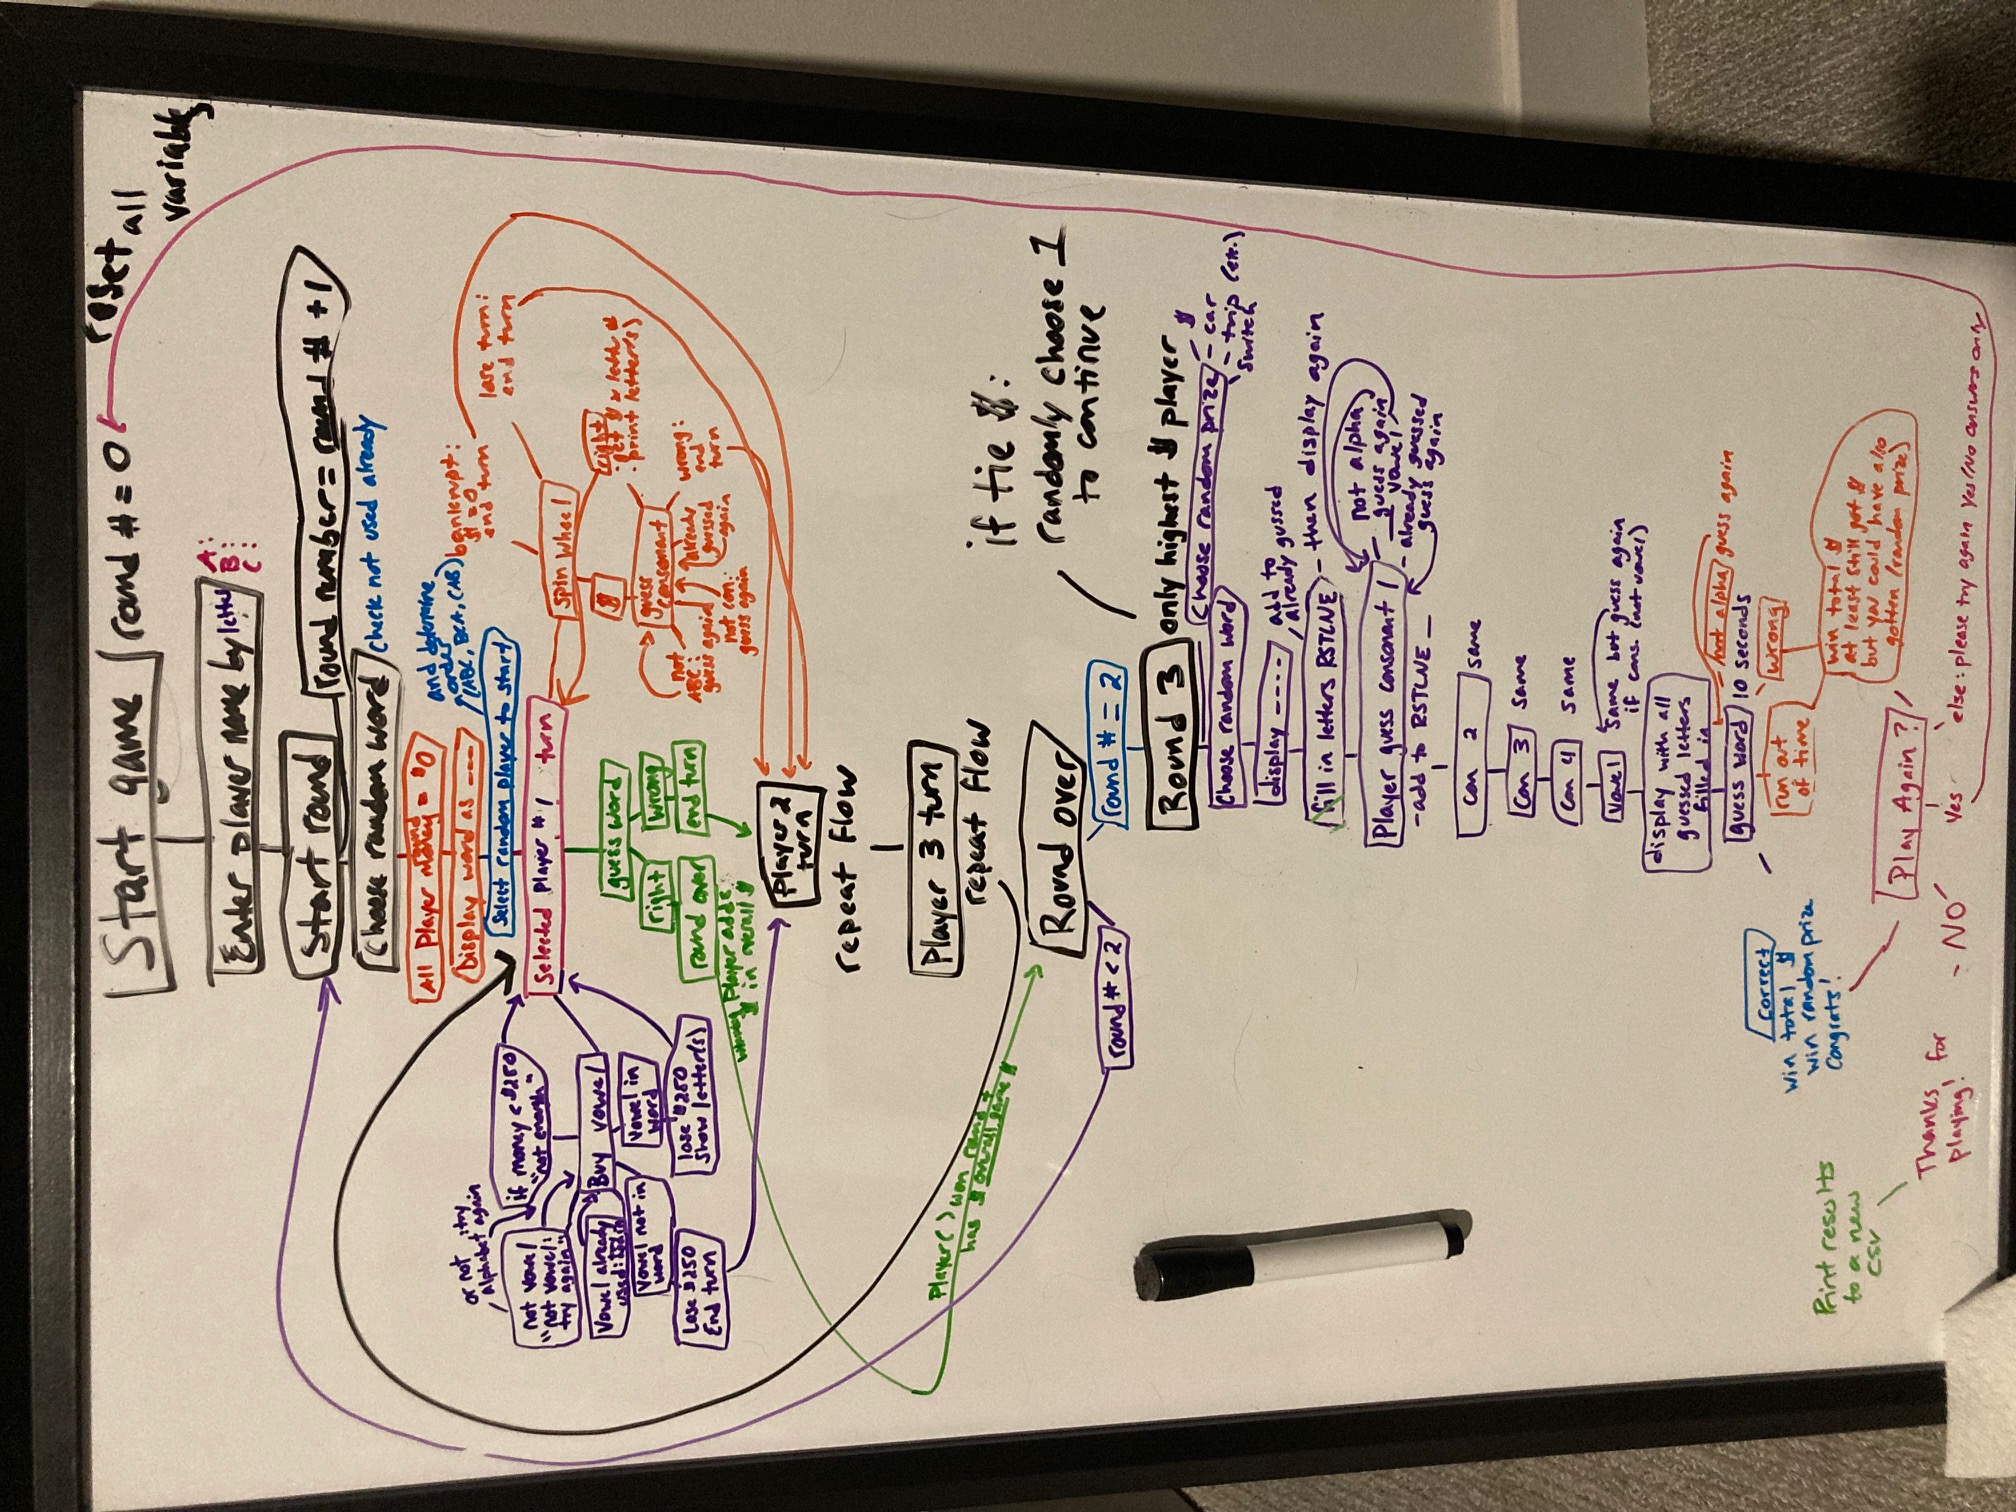 Start game
round # = 0
reset all
variables
Enter player name by letter:
A:
B:
C:
Start round
round number = round # + 1
Choose random word
check not used already
All Player round money = $0
Display word as ---
and determine
order
(ABC, BCA, CAB)
Select random player to start
Selected Player # 1 turn
or not
alphabet: try
again
not vowel
"not vowel:
try again"
if money < $250
"not enough"
Buy vowel
Vowel already
used:
Vowel not in
word
Vowel in
word
Lose $250
End turn
lose $250
Show letter(s)
guess word
right
wrong
round over
end turn
winning Player adds
$ in overall $
bankrupt:
$ = 0
end turn
lose turn:
end turn
Spin wheel
$
right
·get $ x letter #
·print letter(s)
guess
consonant
not
ABC:
guess again
not con:
guess again
already
guessed
again
wrong:
end
turn
Player 2
turn
repeat flow
Player 3 turn
repeat flow
Player( ) won round +
has $ overall game $
Round over
round # < 2
round # = 2
if tie $:
randomly choose 1
to continue
Round 3
only highest $ player
Choose random prize
$
- car
- trip (etc.)
Switch
Choose random word
display ----
add to
already gussed
fill in letters RSTLNE
- then display again
Player guess consonant 1
not alpha
guess again
vowel
- already guessed
guess again
-add to RSTLNE _
Con 2
same
Con 3
same
Con 4
same
Vowel
Same but guess again
if cons. (not vowel)
display with all
guessed letters
filled in
not alpha
guess again
guess word
10 seconds
Correct
win total $
win random prize
Congrats!
run out
of time
wrong
win total $
at least still got $
but you could have also
gotten (random prize)
Print results
to a new
CSV
Play Again?
Thanks for
playing!
- NO
Yes
else: please try again Yes/No answers only